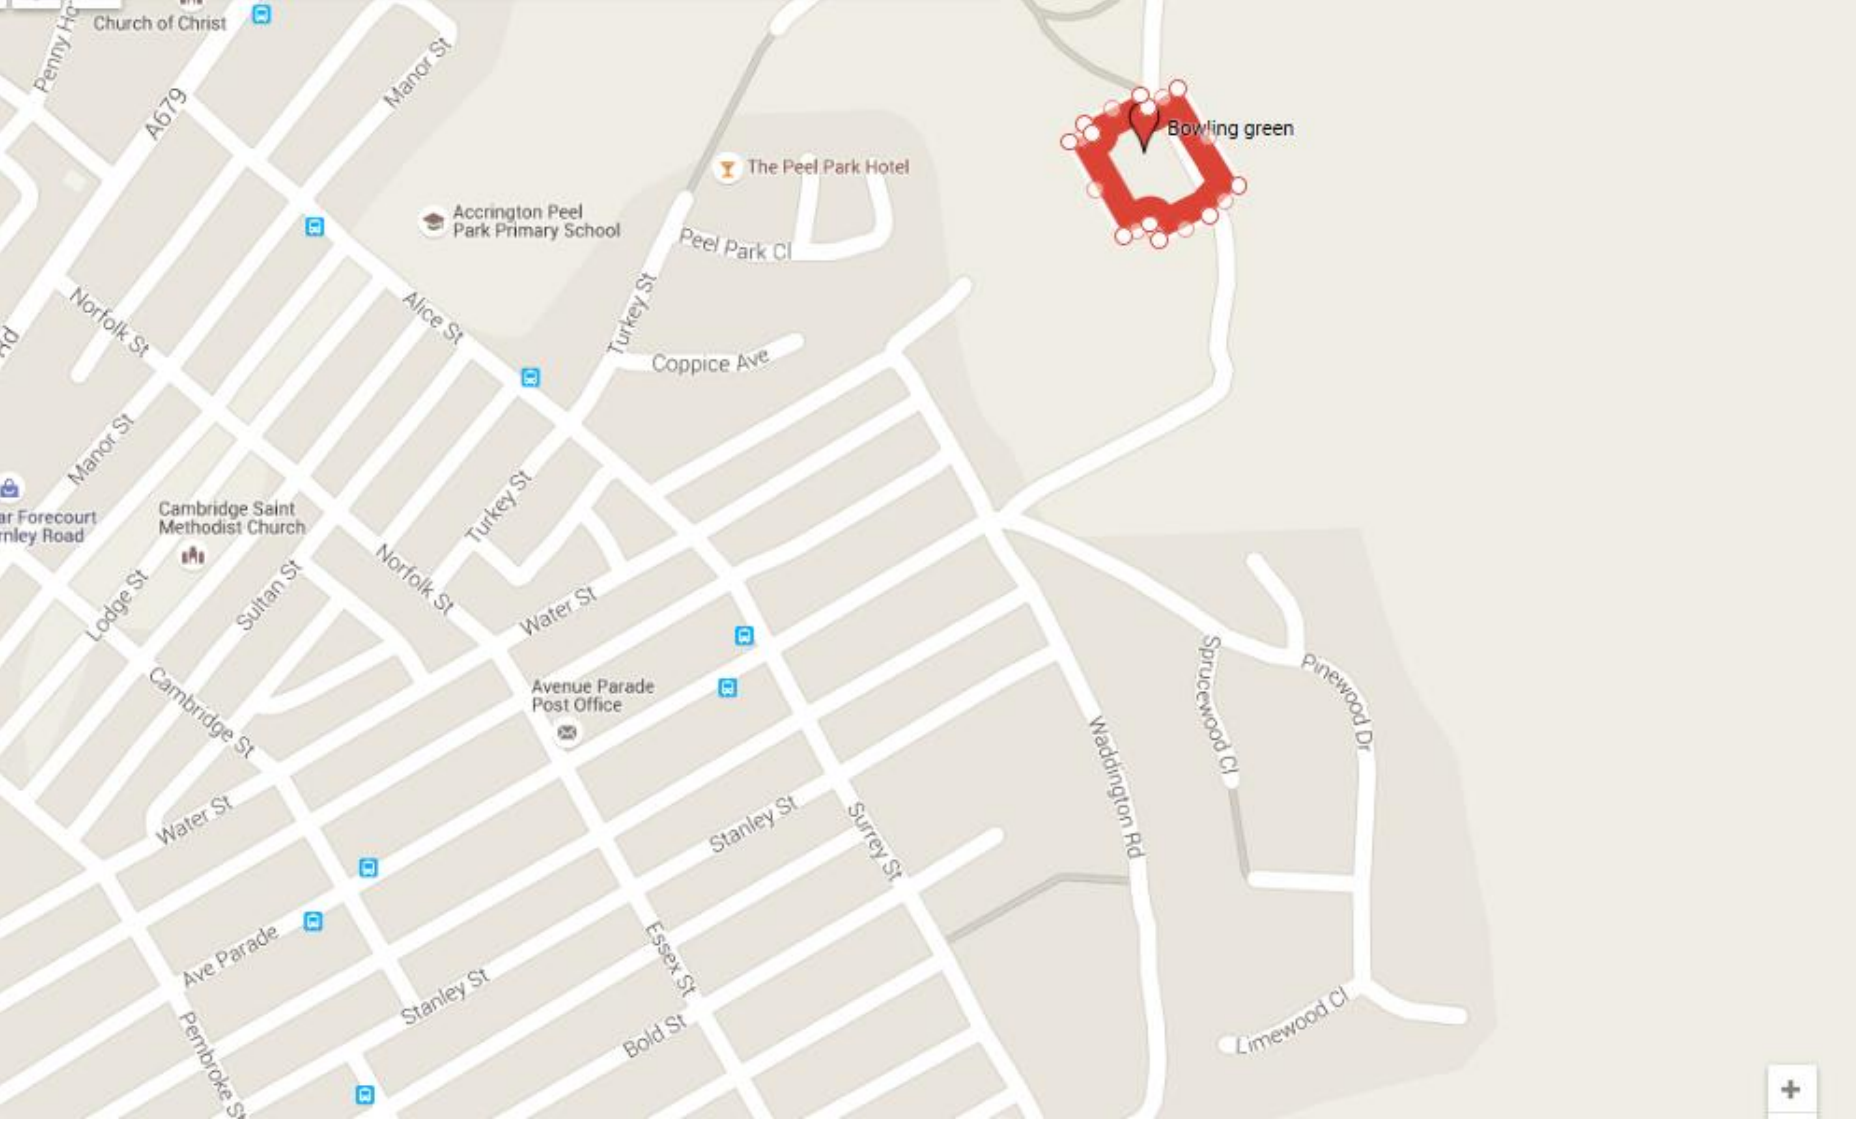 Church of Christ
Manor St
A679
Bowling green
The Peel Park Hotel
Accrington Peel
Park Primary School
Peel Park Cl
Turkey St
Alice St
Norfolk St
Coppice Ave
Manor St
Turkey St
Cambridge Saint
Methodist Church
Norfolk St
Lodge St
Sultan St
Water St
Sprucewood Cl
Pinewood Dr
Avenue Parade
Post Office
Cambridge St
Waddington Rd
Water St
Stanley St
Surrey St
Ave Parade
Essex St
Stanley St
Limewood Cl
Bold St
Pembroke St
+